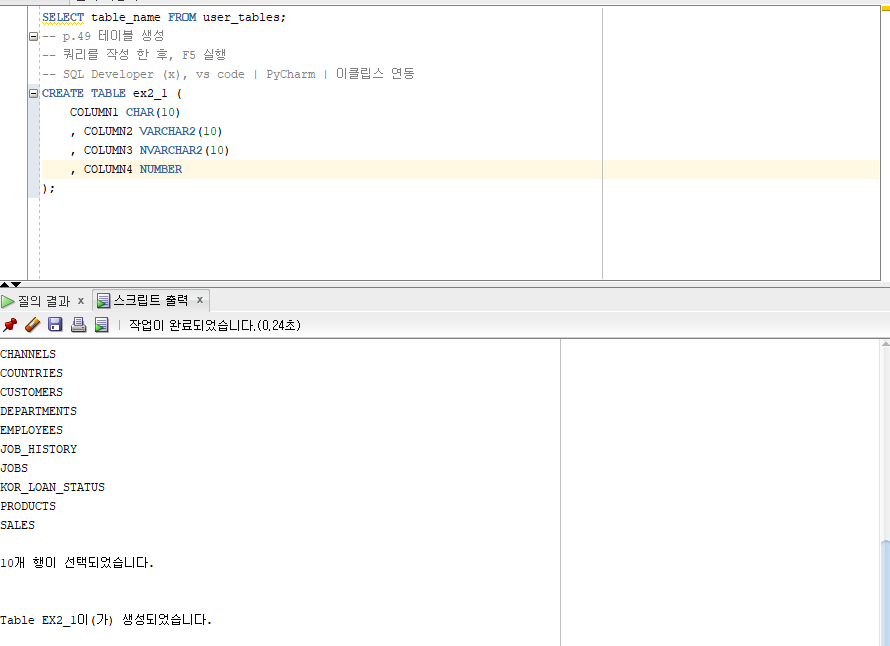 SELECT table_name FROM user_tables;
-- p.49 테이블 생성
-- 쿼리를 작성 한 후, F5 실행
-- SQL Developer (x), vs code | PyCharm | 이클립스 연동
CREATE TABLE ex2_1 (
COLUMN1 CHAR(10)
, COLUMN2 VARCHAR2(10)
, COLUMN3 NVARCHAR2(10)
, COLUMN4 NUMBER
);
질의 결과 x 스크립트 출력 x
작업이 완료되었습니다.(0,24초)
CHANNELS
COUNTRIES
CUSTOMERS
DEPARTMENTS
EMPLOYEES
JOB_HISTORY
JOBS
KOR_LOAN_STATUS
PRODUCTS
SALES
10개 행이 선택되었습니다.
Table EX2_1이(가) 생성되었습니다.